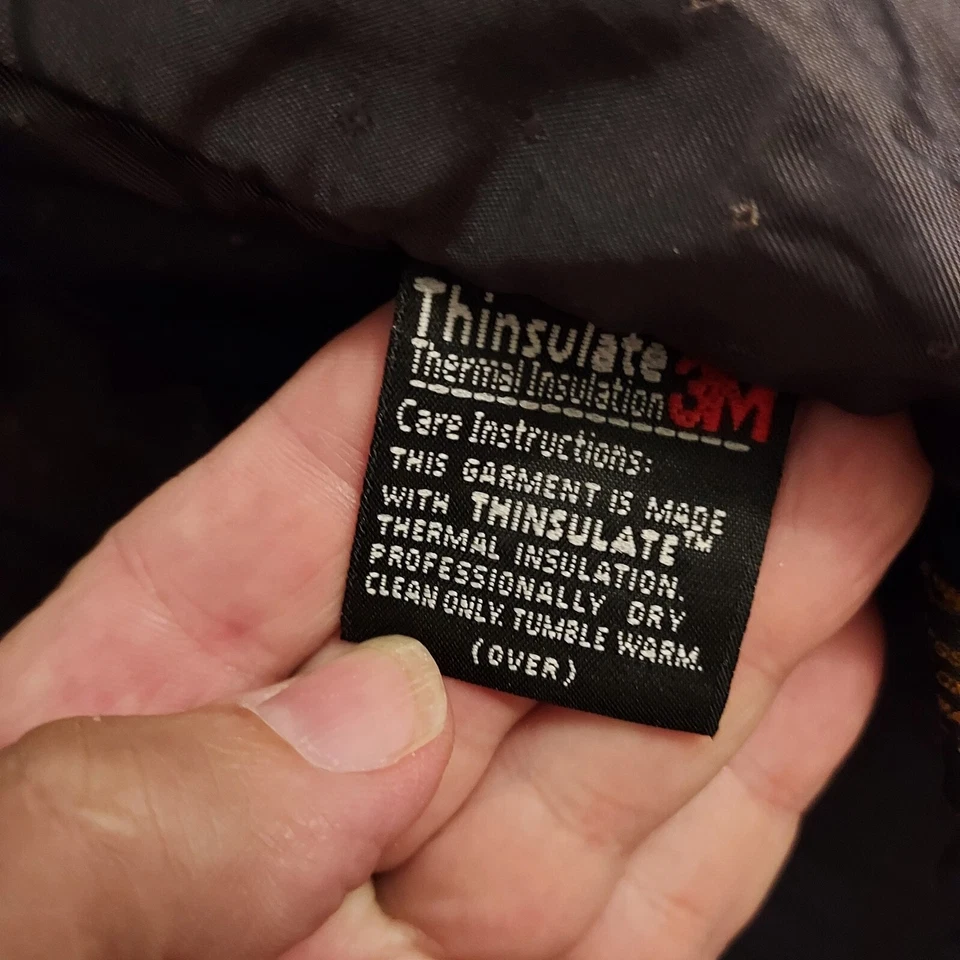 Thinsulate
Thermal Insulation 3M
Care Instructions:
THIS GARMENT IS MADE
WITH THINSULATE™
THERMAL INSULATION.
PROFESSIONALLY DRY
CLEAN ONLY. TUMBLE WARM.
(OVER)